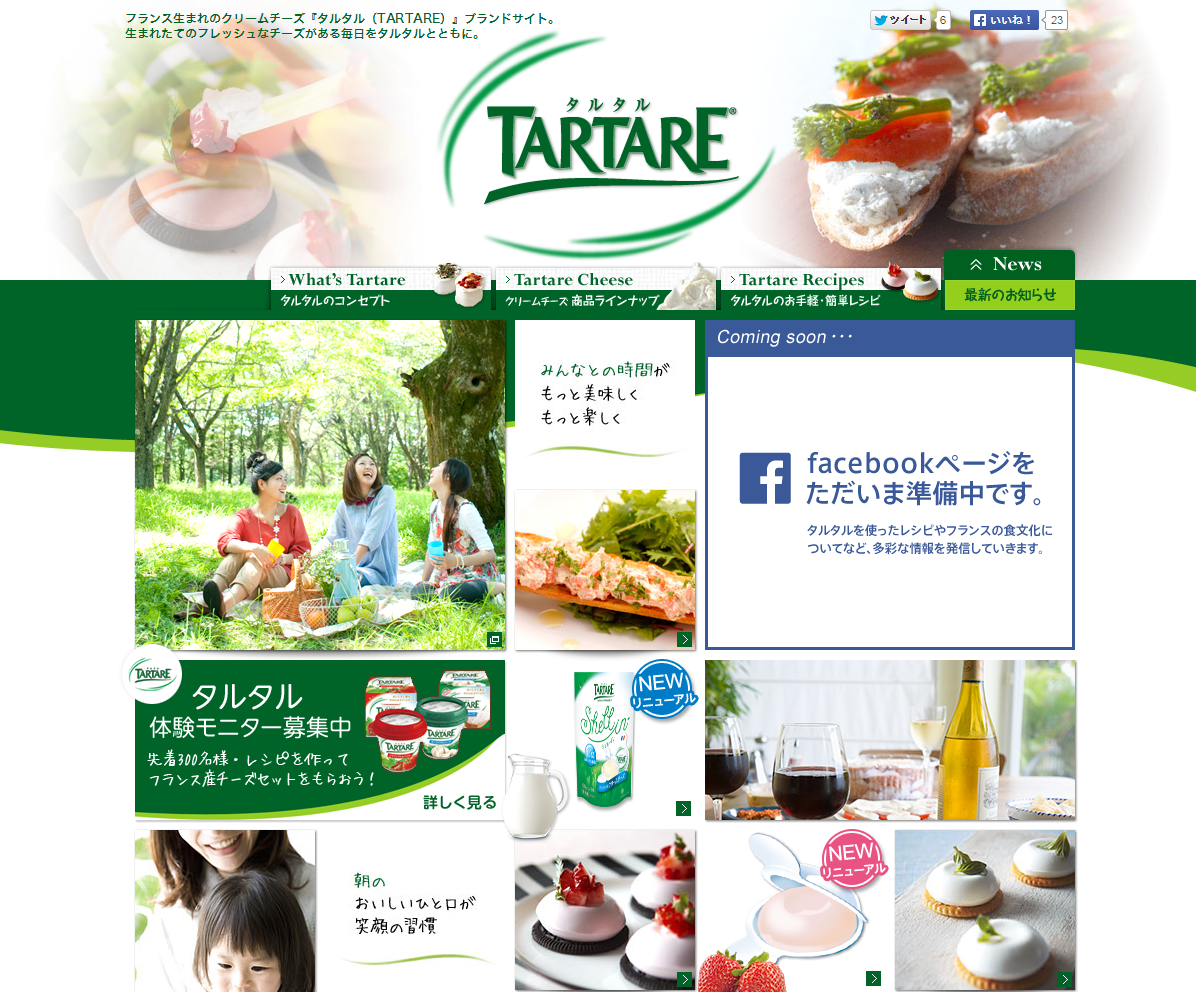 フランス生まれのクリームチーズ『タルタル（TARTARE）』ブランドサイト。
生まれたてのフレッシュなチーズがある毎日をタルタルとともに。
ツイート 6
いいね！ 23
タルタル
TARTARE®
What's Tartare
タルタルのコンセプト
Tartare Cheese
クリームチーズ 商品ラインナップ
Tartare Recipes
タルタルのお手軽・簡単レシピ
News
最新のお知らせ
みんなとの時間が
もっと美味しく
もっと楽しく
Coming soon ･･･
facebookページを
ただいま準備中です。
タルタルを使ったレシピやフランスの食文化に
ついてなど、多彩な情報を発信していきます。
TARTARE
タルタル
体験モニター募集中
先着300名様・レシピを作って
フランス産チーズセットをもらおう！
詳しく見る
TARTARE
TARTARE
TARTARE
Shell in
NEW
リニューアル
朝の
おいしいひと口が
笑顔の習慣
NEW
リニューアル